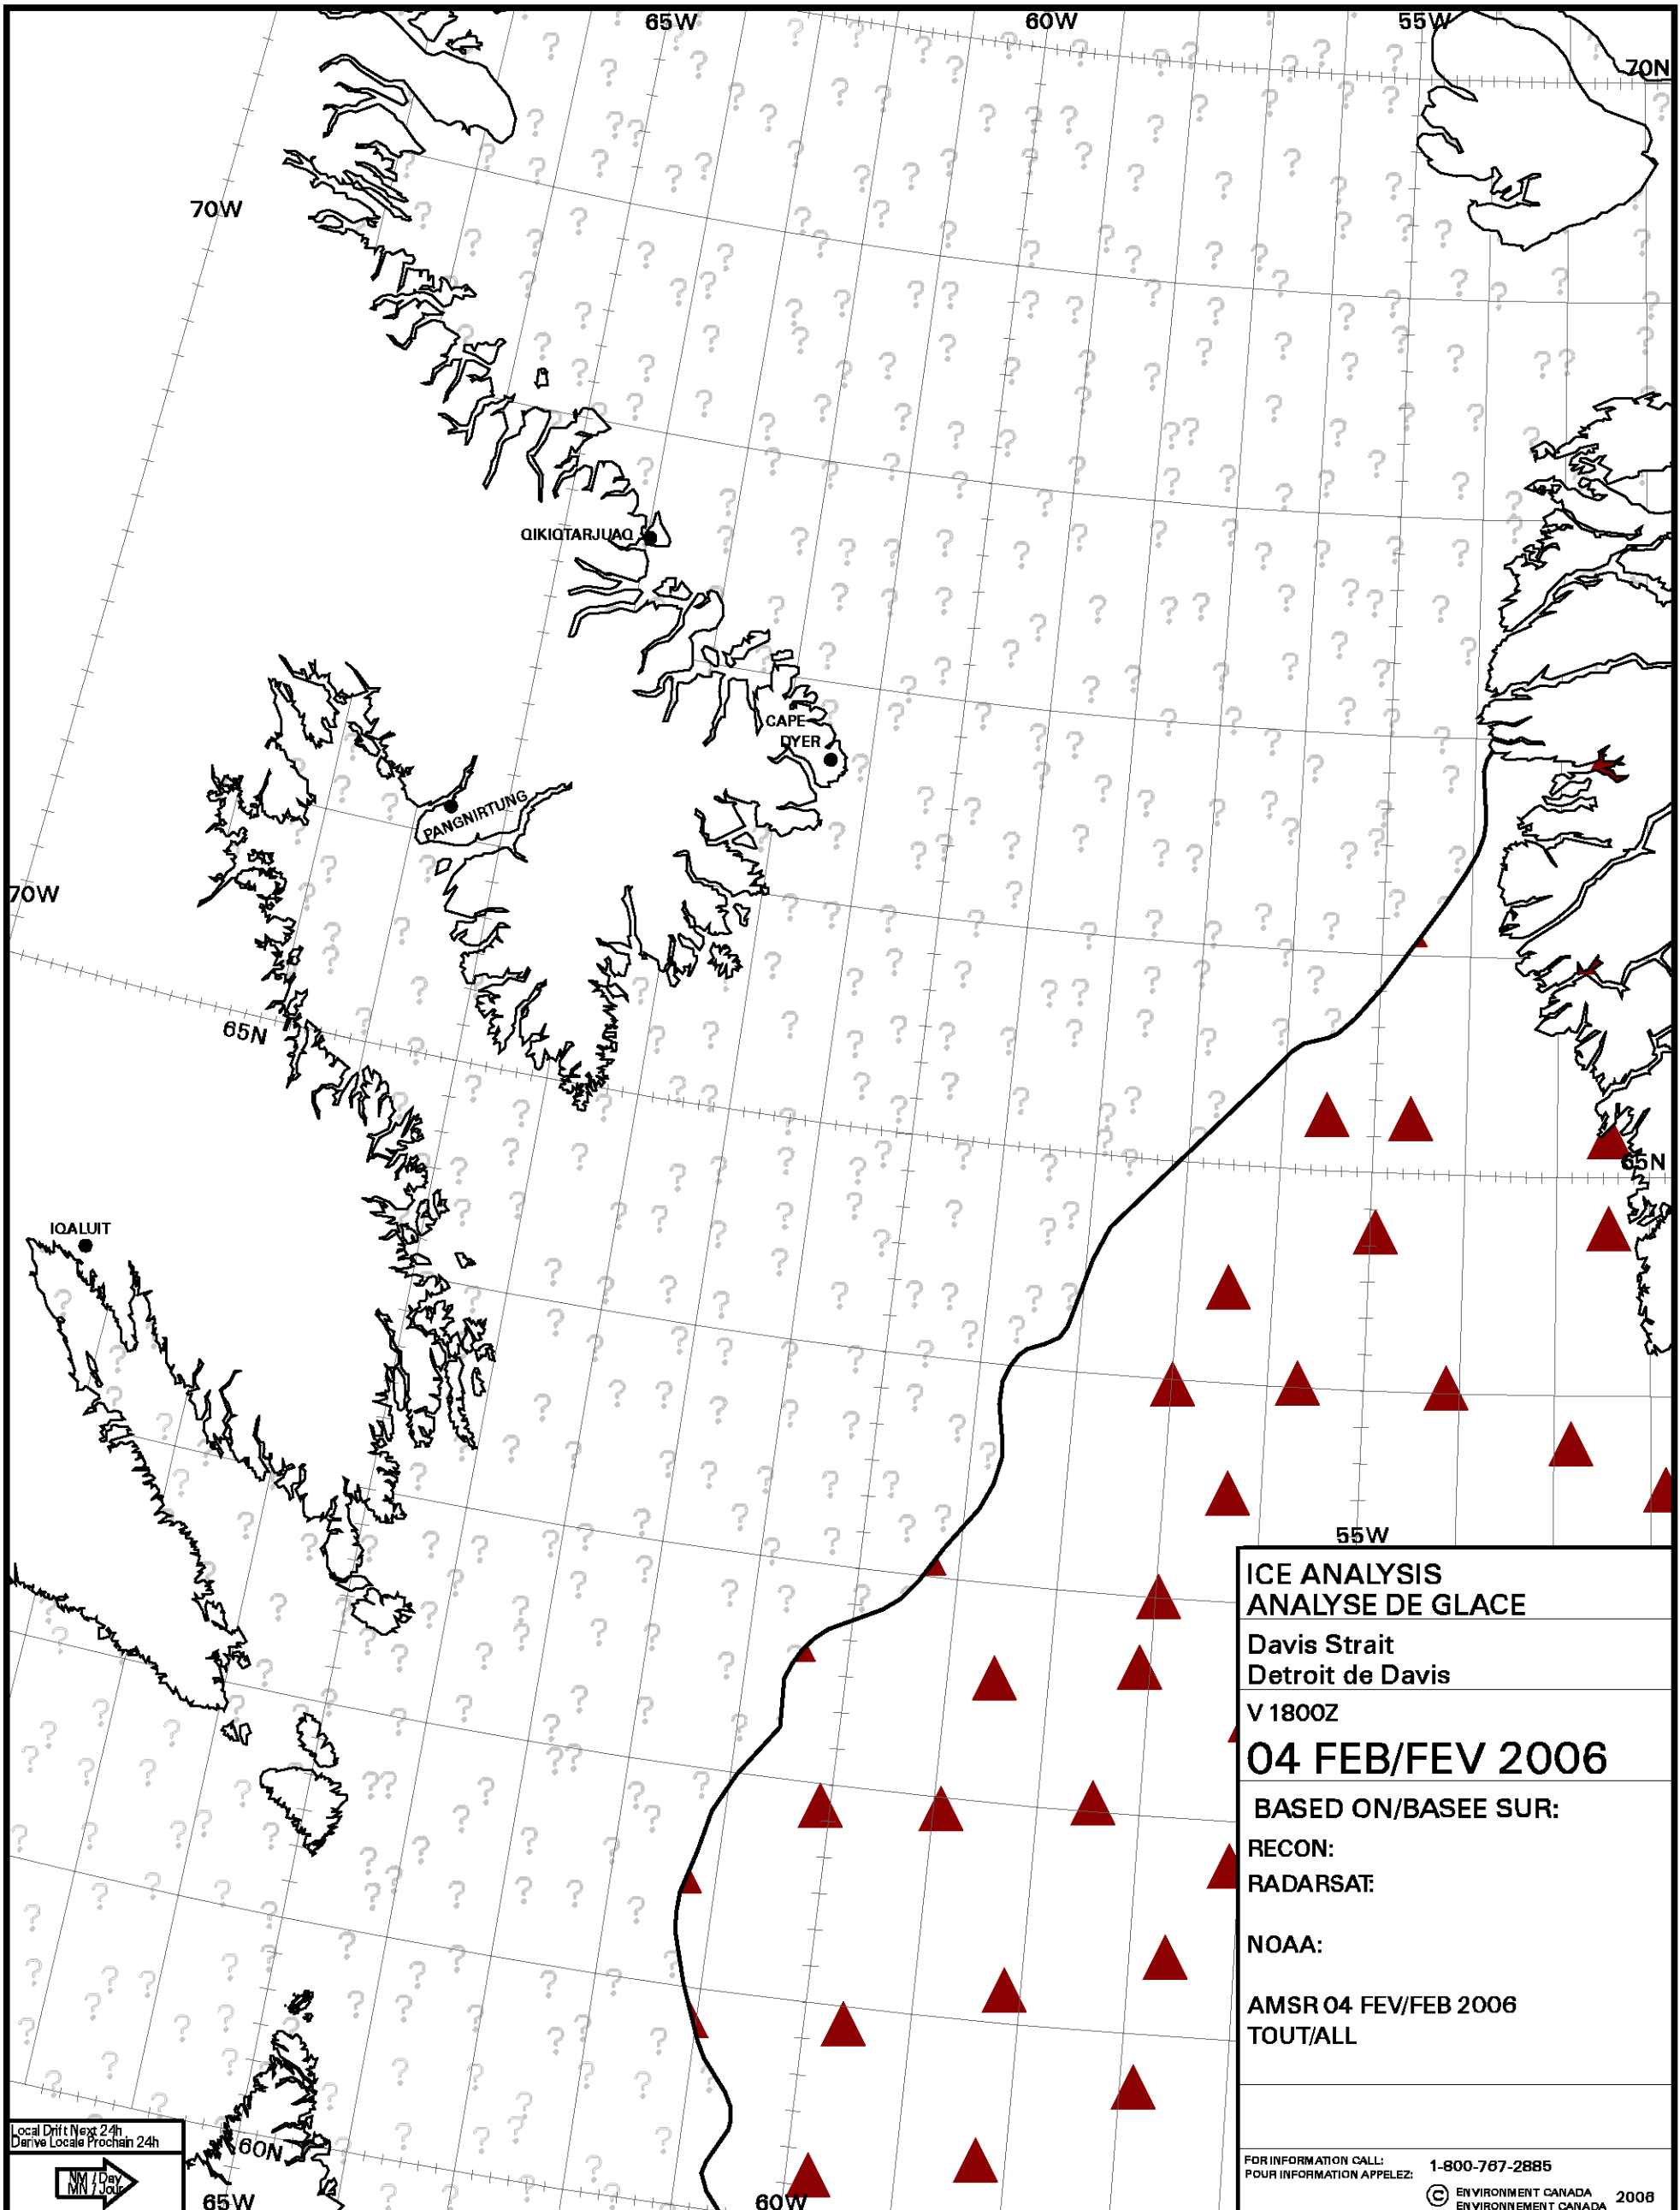 65W
60W
55W
70N
70W
QIKIQTARJUAQ
CAPE
DYER
PANGNIRTUNG
70W
65N
65N
IQALUIT
55W
ICE ANALYSIS
ANALYSE DE GLACE
Davis Strait
Detroit de Davis
V 1800Z
04 FEB/FEV 2006
BASED ON/BASEE SUR:
RECON:
RADARSAT:
NOAA:
AMSR 04 FEV/FEB 2006
TOUT/ALL
FOR INFORMATION CALL:
POUR INFORMATION APPELEZ:
1-800-767-2885
© ENVIRONMENT CANADA
ENVIRONNEMENT CANADA
2006
Local Drift Next 24h
Derive Locale Prochain 24h
NM / Day
MN / Jour
60N
65W
60W